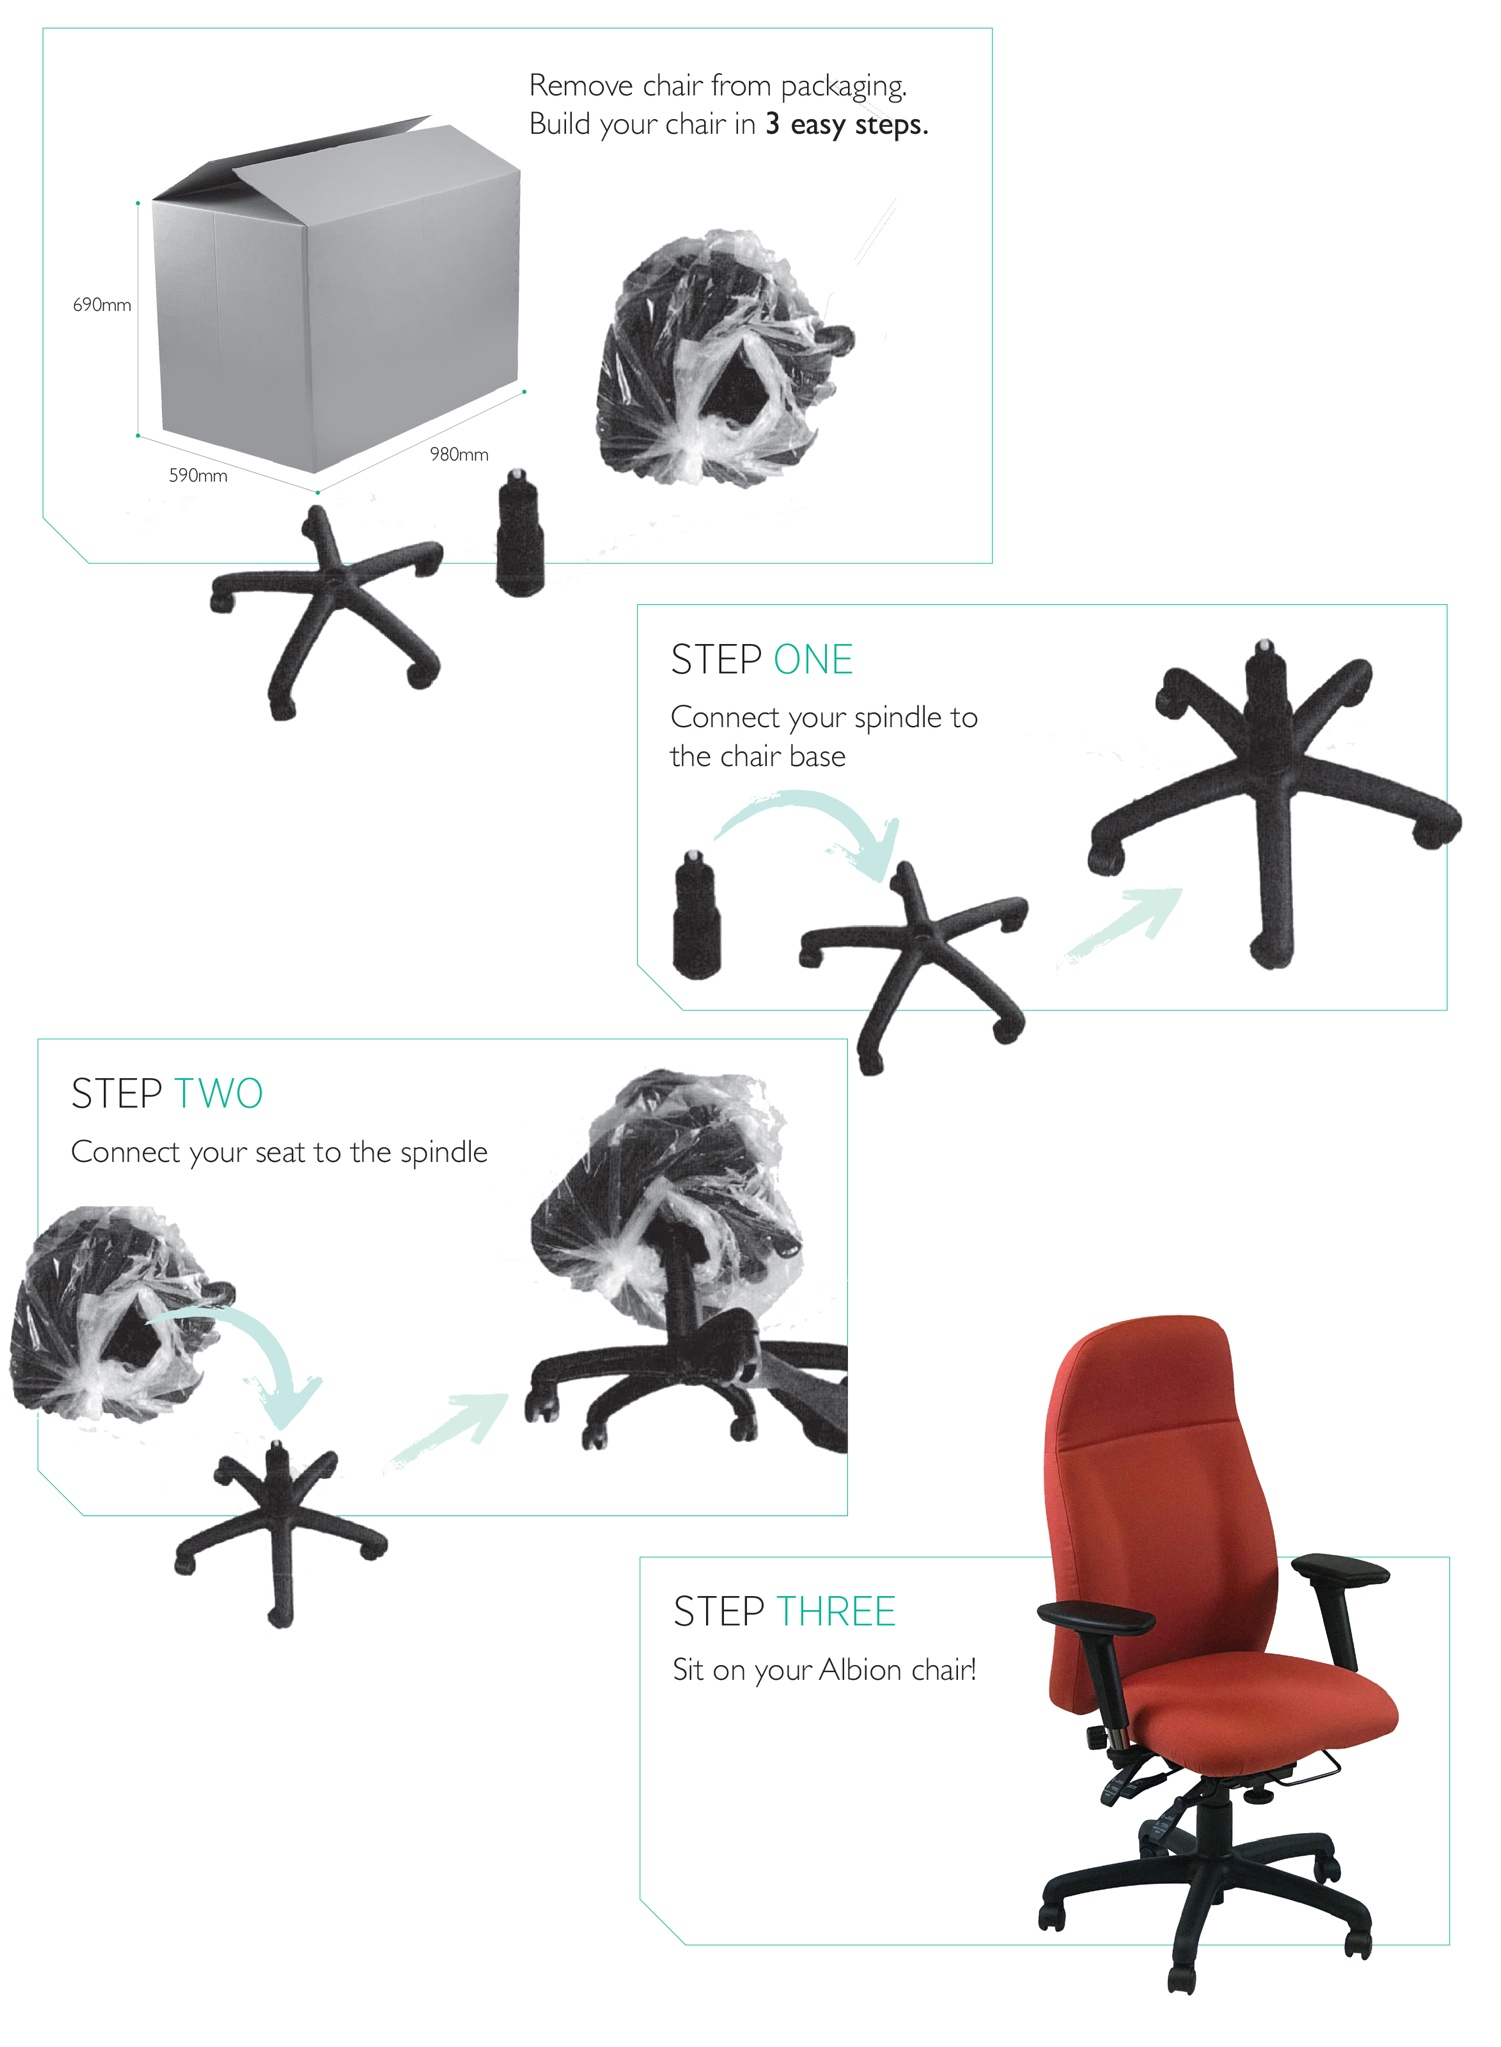 Remove chair from packaging.
Build your chair in 3 easy steps.
690mm
590mm
980mm
STEP ONE
Connect your spindle to
the chair base
STEP TWO
Connect your seat to the spindle
STEP THREE
Sit on your Albion chair!